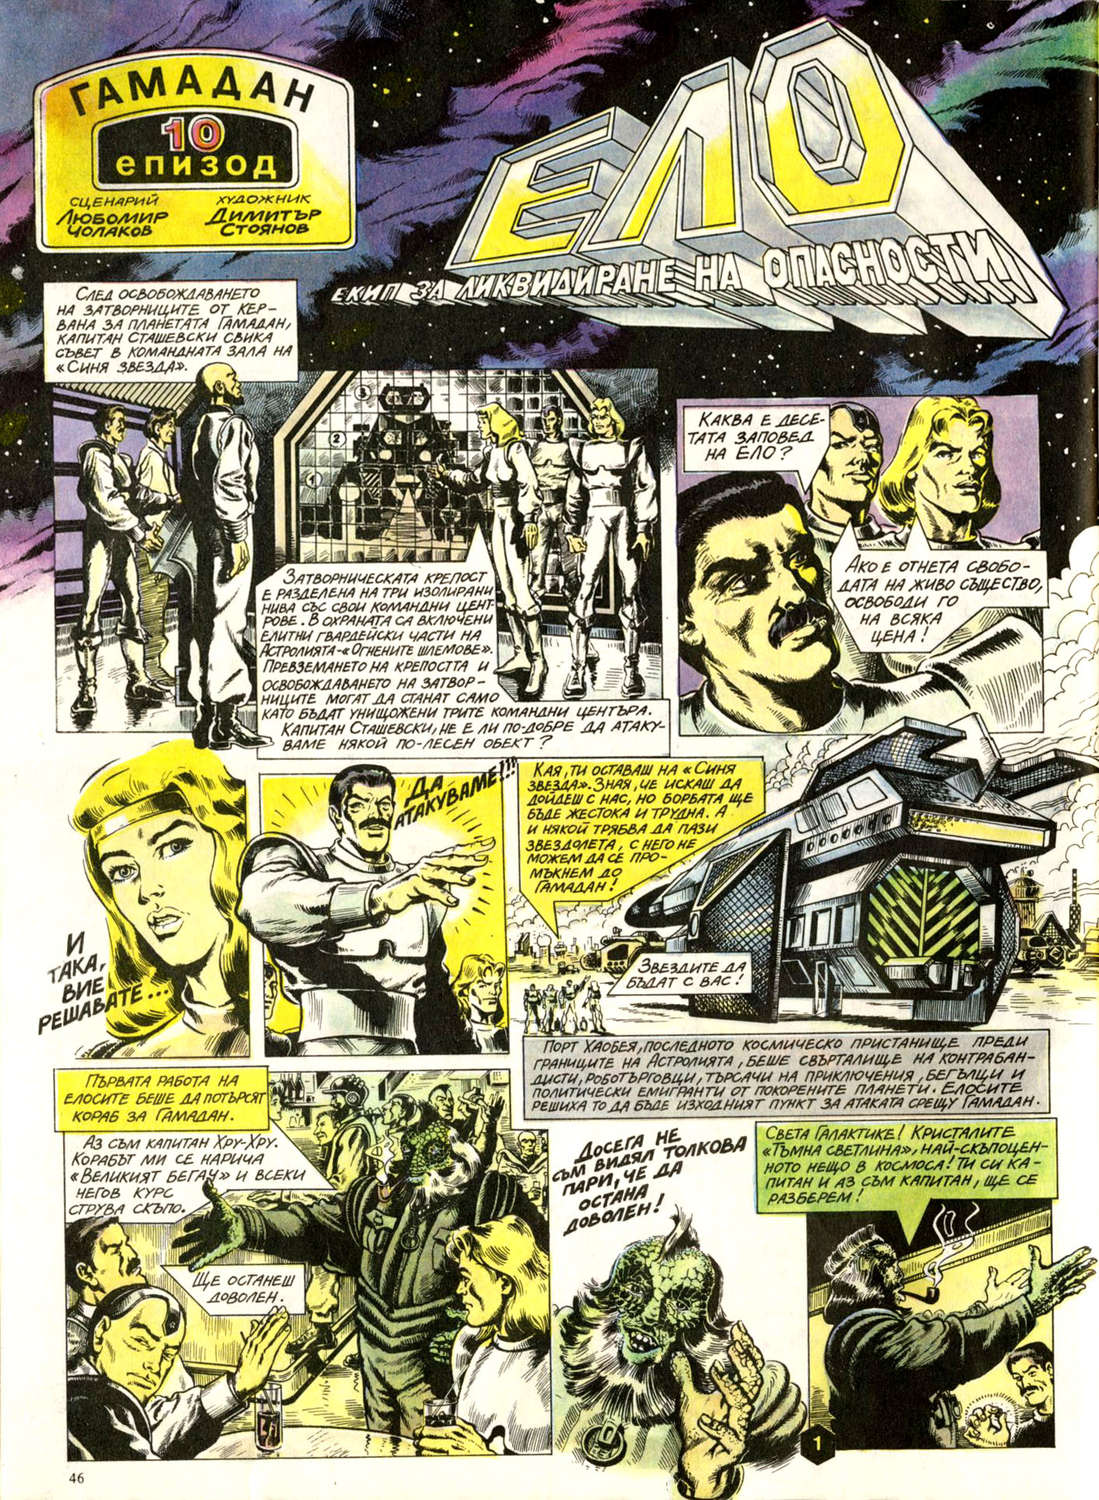 ГАМАДАН
10
епизод
СЦЕНАРИЙ
ЛЮБОМИР
ЧОЛАКОВ
ХУДОЖНИК
ДИМИТЪР
СТОЯНОВ
ЕЛО
ЕКИП ЗА ЛИКВИДИРАНЕ НА ОПАСНОСТИ
СЛЕД ОСВОБОЖДАВАНЕТО
НА ЗАТВОРНИЦИТЕ ОТ КЕР-
ВАНА ЗА ПЛАНЕТАТА ГАМАДАН,
КАПИТАН СТАШЕВСКИ СВИКА
СЪВЕТ В КОМАНДНАТА ЗАЛА НА
«СИНЯ ЗВЕЗДА».
3
2
1
ЗАТВОРНИЧЕСКАТА КРЕПОСТ
Е РАЗДЕЛЕНА НА ТРИ ИЗОЛИРАНИ
НИВА СЪС СВОИ КОМАНДНИ ЦЕНТ-
РОВЕ. В ОХРАНАТА СА ВКЛЮЧЕНИ
ЕЛИТНИ ГВАРДЕЙСКИ ЧАСТИ НА
АСТРОЛИЯТА-«ОГНЕНИТЕ ШЛЕМОВЕ».
ПРЕВЗЕМАНЕТО НА КРЕПОСТТА И
ОСВОБОЖДАВАНЕТО НА ЗАТВОР-
НИЦИТЕ МОГАТ ДА СТАНАТ САМО
КАТО БЪДАТ УНИЩОЖЕНИ ТРИТЕ КОМАНДНИ ЦЕНТЪРА.
КАПИТАН СТАШЕВСКИ, НЕ Е ЛИ ПО-ДОБРЕ ДА АТАКУ-
ВАМЕ НЯКОЙ ПО-ЛЕСЕН ОБЕКТ?
КАКВА Е ДЕСЕ-
ТАТА ЗАПОВЕД
НА ЕЛО?
АКО Е ОТНЕТА СВОБО-
ДАТА НА ЖИВО СЪЩЕСТВО,
ОСВОБОДИ ГО
НА ВСЯКА
ЦЕНА!
И
ТАКА,
ВИЕ
РЕШАВАТЕ...
ДА
АТАКУВАМЕ!!!
КАЯ, ТИ ОСТАВАШ НА «СИНЯ
ЗВЕЗДА». ЗНАЯ, ЧЕ ИСКАШ ДА
ДОЙДЕШ С НАС, НО БОРБАТА ЩЕ
БЪДЕ ЖЕСТОКА И ТРУДНА. А
И НЯКОЙ ТРЯБВА ДА ПАЗИ
ЗВЕЗДОЛЕТА, С НЕГО НЕ
МОЖЕМ ДА СЕ ПРО-
МЪКНЕМ ДО
ГАМАДАН!
ЗВЕЗДИТЕ ДА
БЪДАТ С ВАС!
ПОРТ ХАОБЕЯ, ПОСЛЕДНОТО КОСМИЧЕСКО ПРИСТАНИЩЕ ПРЕДИ
ГРАНИЦИТЕ НА АСТРОЛИЯТА, БЕШЕ СВЪРТАЛИЩЕ НА КОНТРАБАН-
ДИСТИ, РОБОТЪРГОВЦИ, ТЪРСАЧИ НА ПРИКЛЮЧЕНИЯ, БЕГЪЛЦИ И
ПОЛИТИЧЕСКИ ЕМИГРАНТИ ОТ ПОКОРЕНИТЕ ПЛАНЕТИ. ЕЛОСИТЕ
РЕШИХА ТО ДА БЪДЕ ИЗХОДНИЯТ ПУНКТ ЗА АТАКАТА СРЕЩУ ГАМАДАН.
ПЪРВАТА РАБОТА НА
ЕЛОСИТЕ БЕШЕ ДА ПОТЪРСЯТ
КОРАБ ЗА ГАМАДАН.
АЗ СЪМ КАПИТАН ХРУ-ХРУ.
КОРАБЪТ МИ СЕ НАРИЧА
«ВЕЛИКИЯТ БЕГАЧ» И ВСЕКИ
НЕГОВ КУРС
СТРУВА СКЪПО.
ЩЕ ОСТАНЕШ
ДОВОЛЕН.
ДОСЕГА НЕ
СЪМ ВИДЯЛ ТОЛКОВА
ПАРИ, ЧЕ ДА
ОСТАНА
ДОВОЛЕН!
СВЕТА ГАЛАКТИКЕ! КРИСТАЛИТЕ
«ТЪМНА СВЕТЛИНА», НАЙ-СКЪПОЦЕН-
НОТО НЕЩО В КОСМОСА! ТИ СИ КА-
ПИТАН И АЗ СЪМ КАПИТАН, ЩЕ СЕ
РАЗБЕРЕМ!
1
46